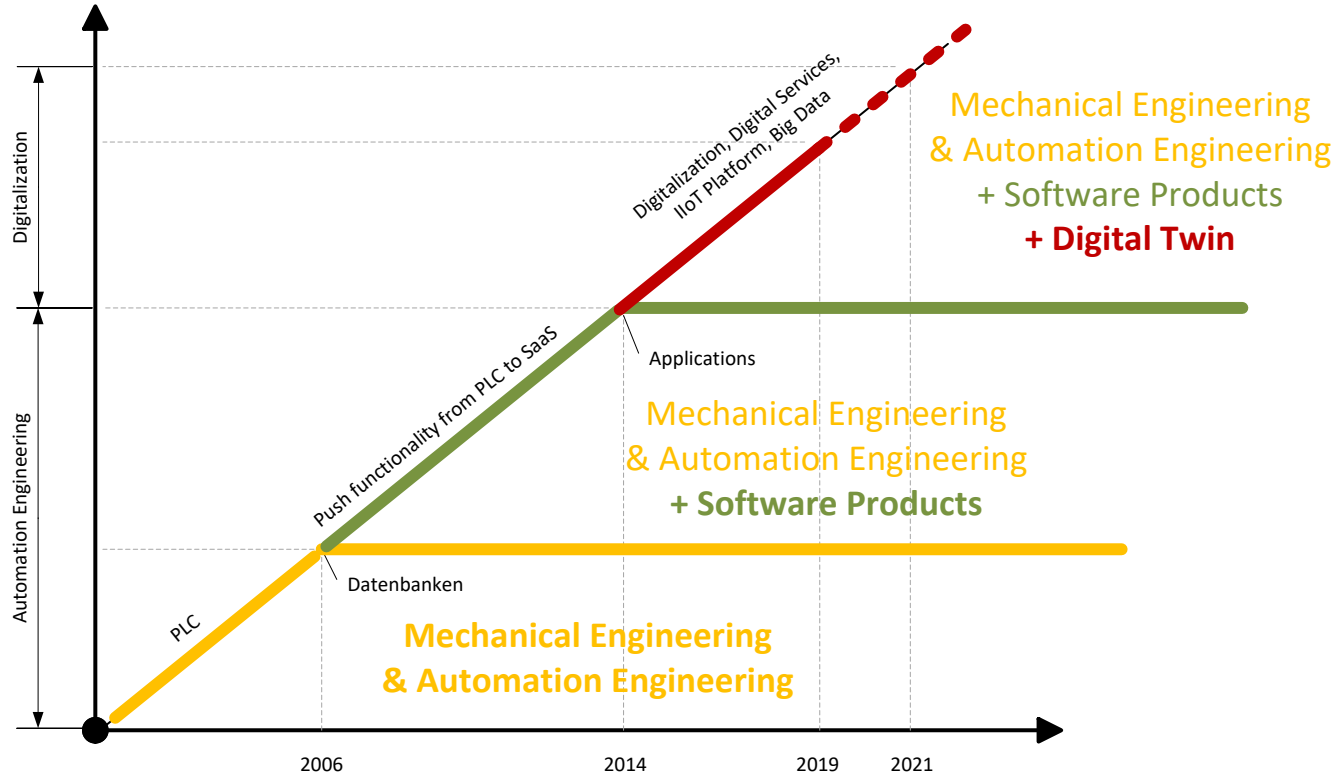 Digitalization, Digital Services,
IIoT Platform, Big Data
Mechanical Engineering
& Automation Engineering
+ Software Products
+ Digital Twin
Digitalization
Applications
Push functionality from PLC to SaaS
Mechanical Engineering
& Automation Engineering
+ Software Products
Automation Engineering
Datenbanken
PLC
Mechanical Engineering
& Automation Engineering
2006
2014
2019
2021